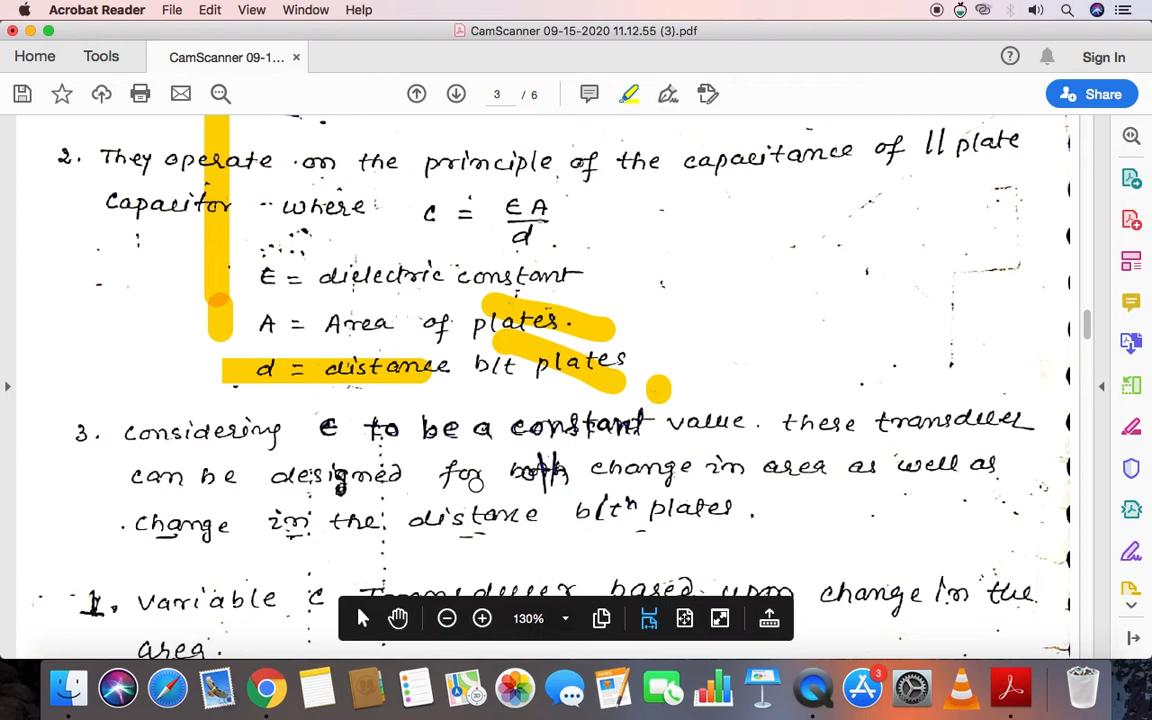 Acrobat Reader File Edit View Window Help
CamScanner 09-15-2020 11.12.55 (3).pdf
Home Tools CamScanner 09-1... × Sign In
3 / 6 Share
2. They operate on the principle of the capacitance of || plate
capacitor where c = EA/d
E = dielectric constant
A = Area of plates.
d = distance b/t plates
3. considering E to be a constant value. these transducer
can be designed for both change in area as well as
change in the distance b/tn plates.
1. variable c Transducer based upon change in the
area.
130%
3